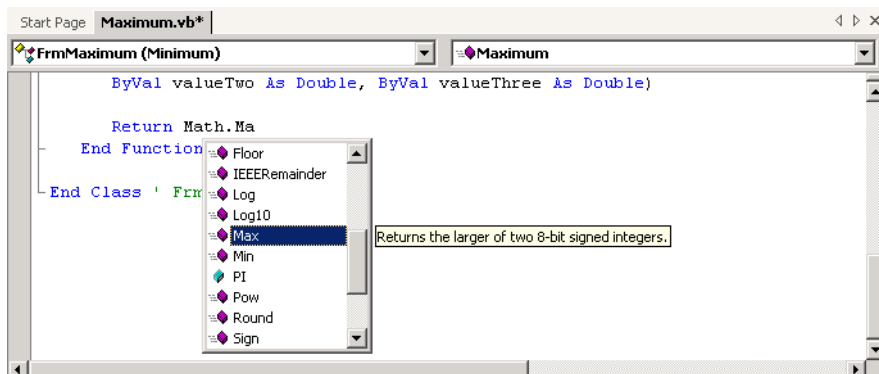 Start Page Maximum.vb*
FrmMaximum (Minimum) Maximum
ByVal valueTwo As Double, ByVal valueThree As Double)
Return Math.Ma
End Function
End Class ' Frm
Floor
IEEERemainder
Log
Log10
Max
Returns the larger of two 8-bit signed integers.
Min
PI
Pow
Round
Sign